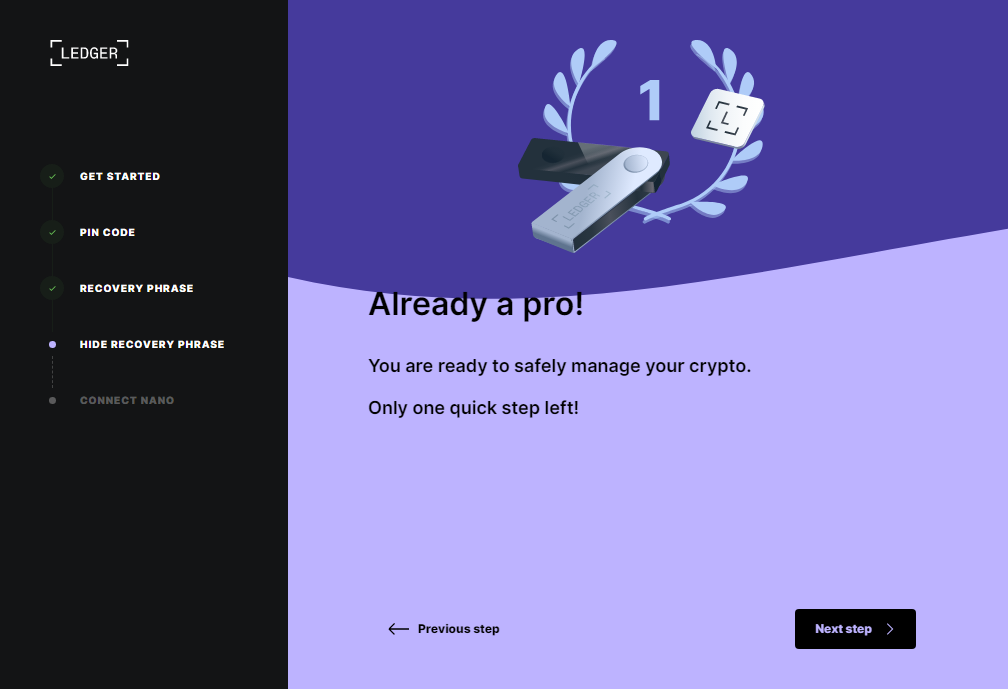 LEDGER
GET STARTED
PIN CODE
RECOVERY PHRASE
HIDE RECOVERY PHRASE
CONNECT NANO
1
L
LEDGER
Already a pro!
You are ready to safely manage your crypto.
Only one quick step left!
Previous step
Next step